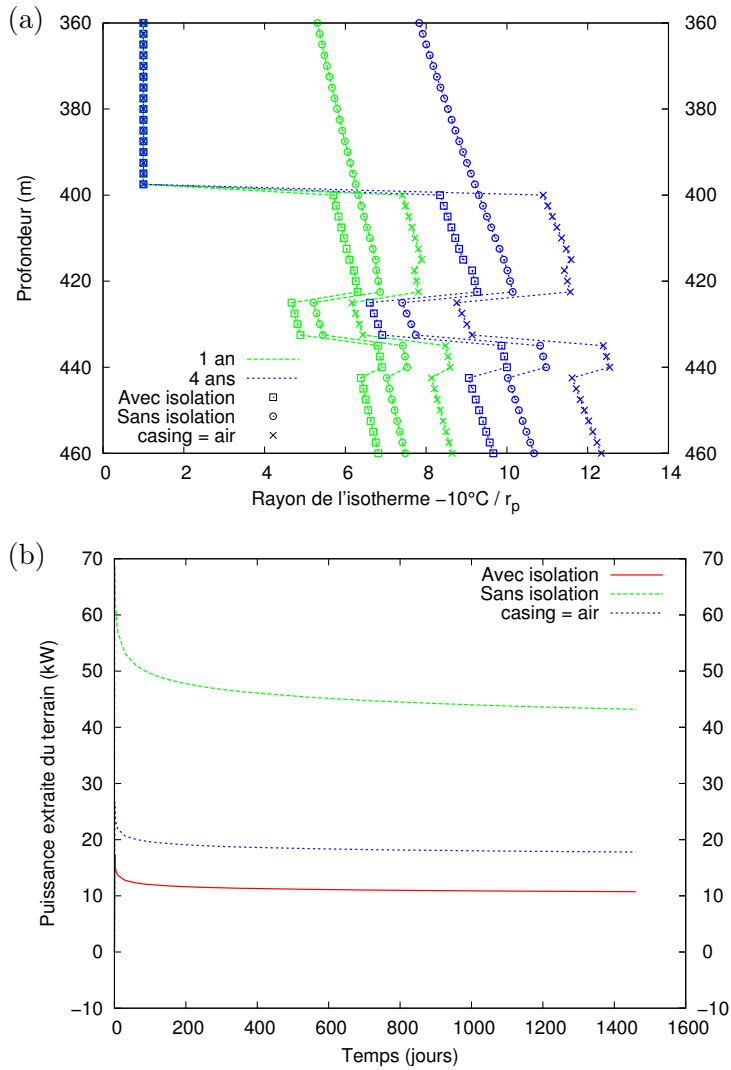 (a)
360
380
400
420
440
460
360
380
400
420
440
460
0 2 4 6 8 10 12 14
Profondeur (m)
Rayon de l'isotherme −10°C / r_p
1 an
4 ans
Avec isolation
Sans isolation
casing = air
(b)
70
60
50
40
30
20
10
0
−10
70
60
50
40
30
20
10
0
−10
0 200 400 600 800 1000 1200 1400 1600
Puissance extraite du terrain (kW)
Temps (jours)
Avec isolation
Sans isolation
casing = air